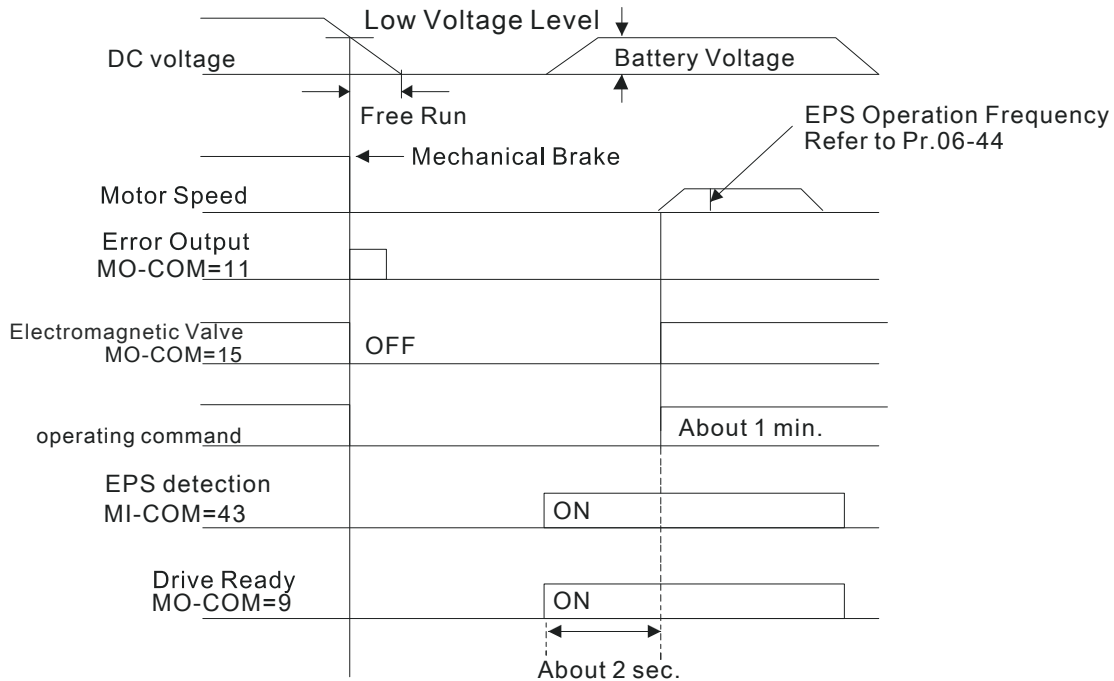 Low Voltage Level
DC voltage
Battery Voltage
Free Run
EPS Operation Frequency
Refer to Pr.06-44
Mechanical Brake
Motor Speed
Error Output
MO-COM=11
Electromagnetic Valve
MO-COM=15
OFF
operating command
About 1 min.
EPS detection
MI-COM=43
ON
Drive Ready
MO-COM=9
ON
About 2 sec.